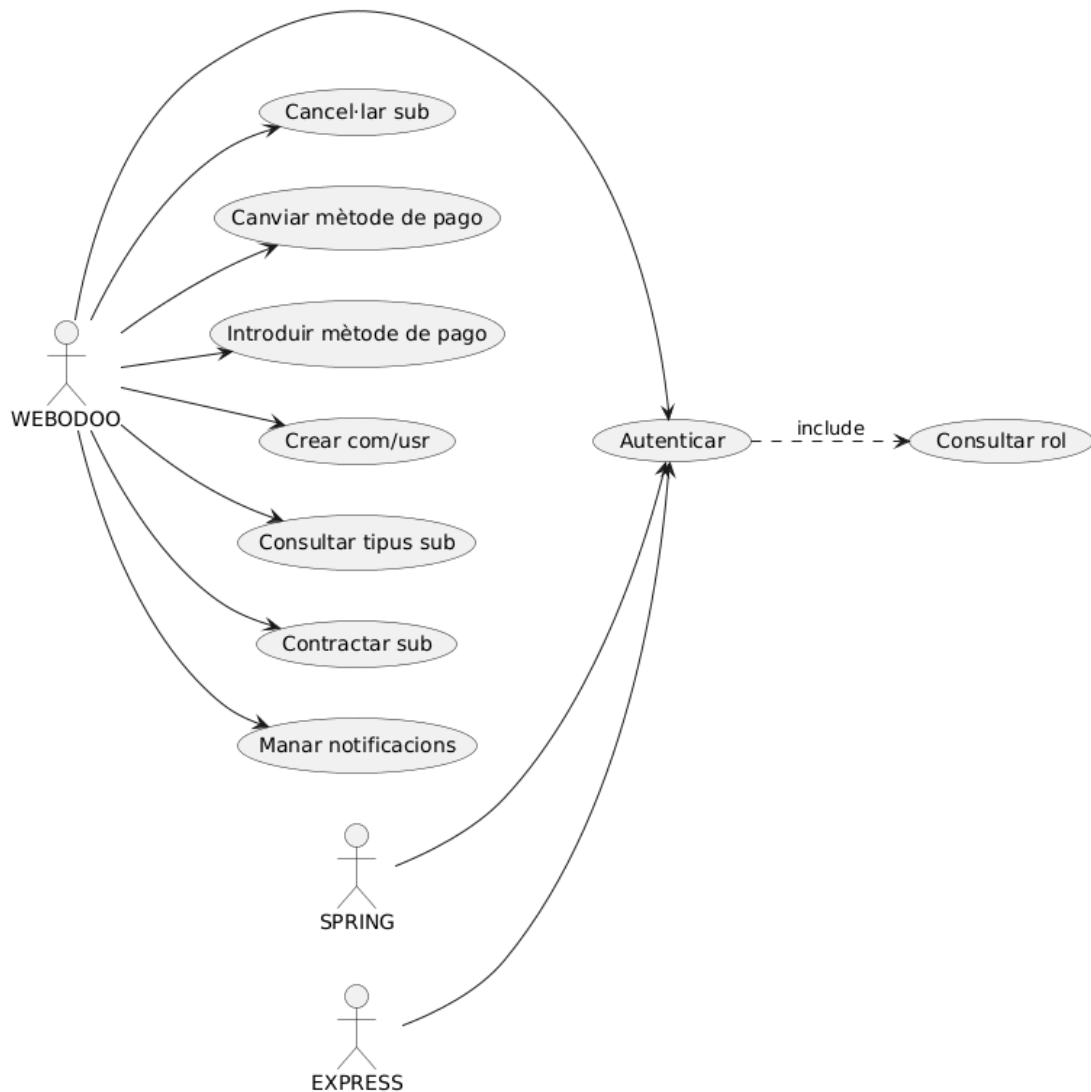 Cancel·lar sub
Canviar mètode de pago
Introduir mètode de pago
WEBODOO
Crear com/usr
Autenticar
include
Consultar rol
Consultar tipus sub
Contractar sub
Manar notificacions
SPRING
EXPRESS